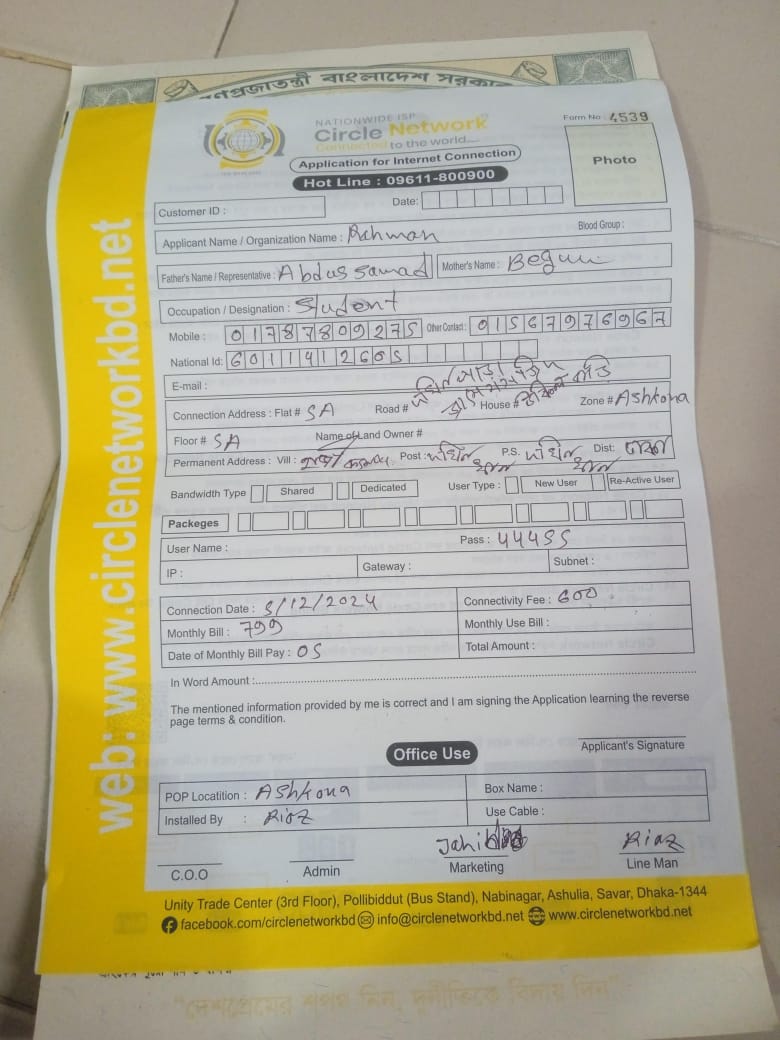 গণপ্রজাতন্ত্রী বাংলাদেশ সরকার
NATIONWIDE ISP
Circle Network
Connected to the world....
Form No : 4539
Application for Internet Connection
Hot Line : 09611-800900
Photo
Customer ID :
Date:
Applicant Name / Organization Name : Rahman
Blood Group :
Father's Name / Representative : Abdus Samad Mother's Name : Begum
Occupation / Designation : Student
Mobile : 01787809275 Other Contact : 01567976967
National Id: 6011412605
E-mail :
Connection Address : Flat # 5A Road # House # Zone # Ashkona
Floor # 5A Name of Land Owner #
Permanent Address : Vill : Post : দক্ষিন খান P.S. দক্ষিন খান Dist: ঢাকা
Bandwidth Type Shared Dedicated User Type : New User Re-Active User
Packeges
User Name : Pass : 44455
IP : Gateway : Subnet :
Connection Date : 5/12/2024 Connectivity Fee : 600
Monthly Bill : 799 Monthly Use Bill :
Date of Monthly Bill Pay : 05 Total Amount :
In Word Amount :
The mentioned information provided by me is correct and I am signing the Application learning the reverse
page terms & condition.
Office Use
Applicant's Signature
POP Locatition : Ashkona Box Name :
Installed By : Riaz Use Cable :
Riaz
C.O.O Admin Marketing Line Man
Unity Trade Center (3rd Floor), Pollibiddut (Bus Stand), Nabinagar, Ashulia, Savar, Dhaka-1344
facebook.com/circlenetworkbd info@circlenetworkbd.net www.circlenetworkbd.net
web: www.circlenetworkbd.net
"দেশপ্রেমের শপথ নিন, দুর্নীতিকে বিদায় দিন"